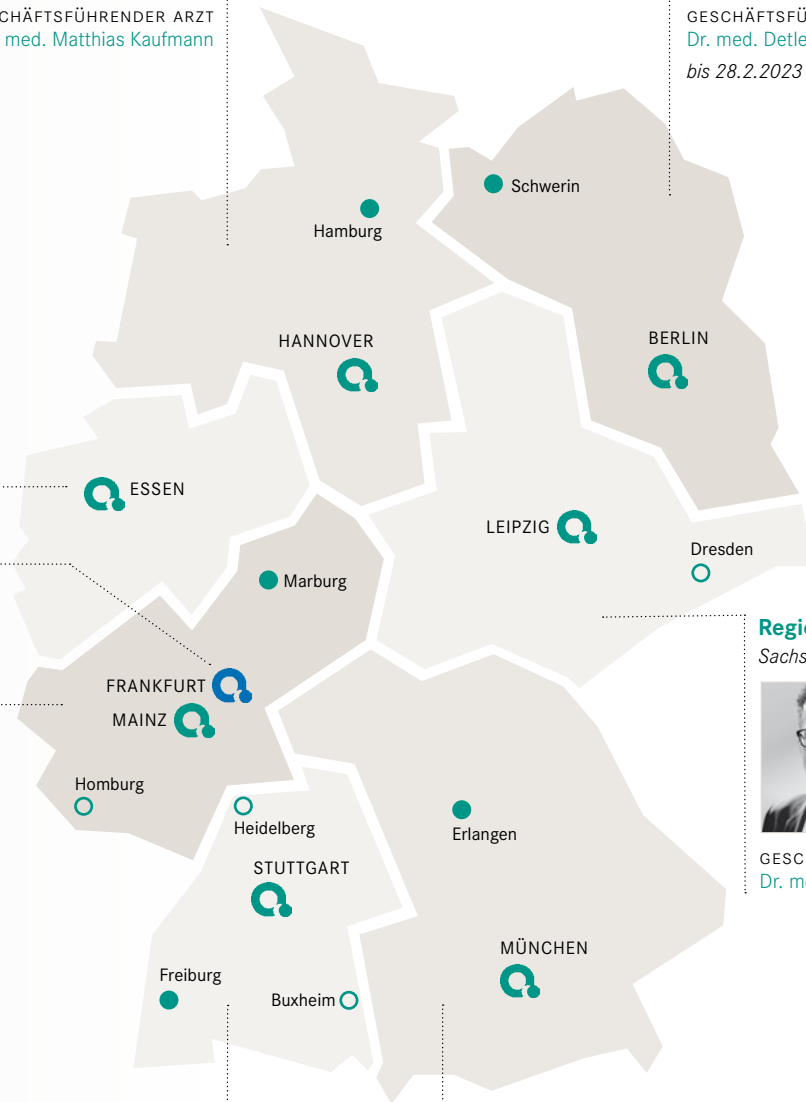 CHÄFTSFÜHRENDER ARZT
med. Matthias Kaufmann
GESCHÄFTSFÜ
Dr. med. Detle
bis 28.2.2023
Schwerin
Hamburg
HANNOVER
BERLIN
ESSEN
LEIPZIG
Dresden
Marburg
Regi
Sachs
FRANKFURT
MAINZ
Homburg
Heidelberg
Erlangen
STUTTGART
GESC
Dr. m
MÜNCHEN
Freiburg
Buxheim